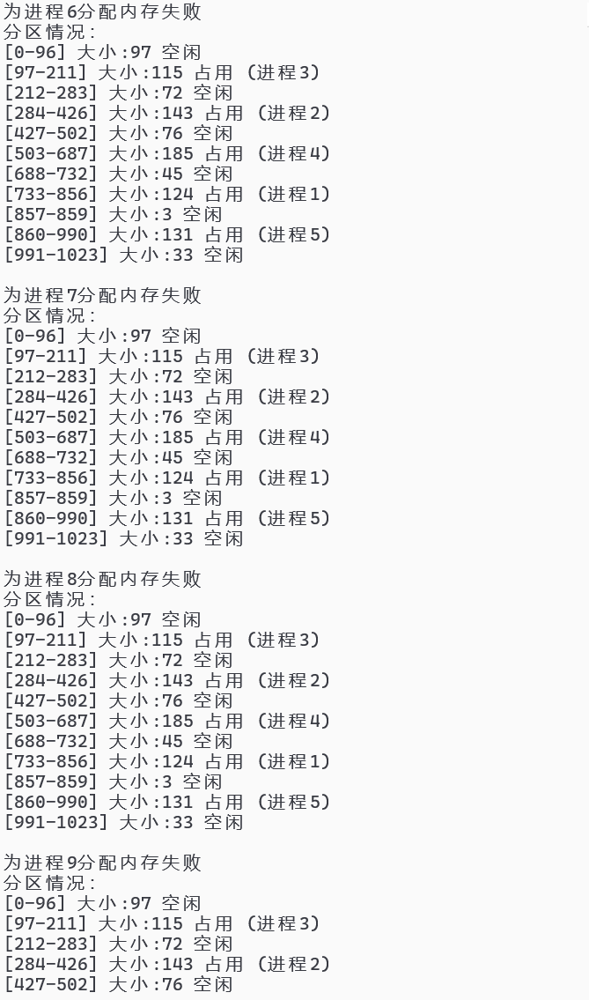 为进程6分配内存失败
分区情况:
[0-96] 大小:97 空闲
[97-211] 大小:115 占用 (进程3)
[212-283] 大小:72 空闲
[284-426] 大小:143 占用 (进程2)
[427-502] 大小:76 空闲
[503-687] 大小:185 占用 (进程4)
[688-732] 大小:45 空闲
[733-856] 大小:124 占用 (进程1)
[857-859] 大小:3 空闲
[860-990] 大小:131 占用 (进程5)
[991-1023] 大小:33 空闲
为进程7分配内存失败
分区情况:
[0-96] 大小:97 空闲
[97-211] 大小:115 占用 (进程3)
[212-283] 大小:72 空闲
[284-426] 大小:143 占用 (进程2)
[427-502] 大小:76 空闲
[503-687] 大小:185 占用 (进程4)
[688-732] 大小:45 空闲
[733-856] 大小:124 占用 (进程1)
[857-859] 大小:3 空闲
[860-990] 大小:131 占用 (进程5)
[991-1023] 大小:33 空闲
为进程8分配内存失败
分区情况:
[0-96] 大小:97 空闲
[97-211] 大小:115 占用 (进程3)
[212-283] 大小:72 空闲
[284-426] 大小:143 占用 (进程2)
[427-502] 大小:76 空闲
[503-687] 大小:185 占用 (进程4)
[688-732] 大小:45 空闲
[733-856] 大小:124 占用 (进程1)
[857-859] 大小:3 空闲
[860-990] 大小:131 占用 (进程5)
[991-1023] 大小:33 空闲
为进程9分配内存失败
分区情况:
[0-96] 大小:97 空闲
[97-211] 大小:115 占用 (进程3)
[212-283] 大小:72 空闲
[284-426] 大小:143 占用 (进程2)
[427-502] 大小:76 空闲